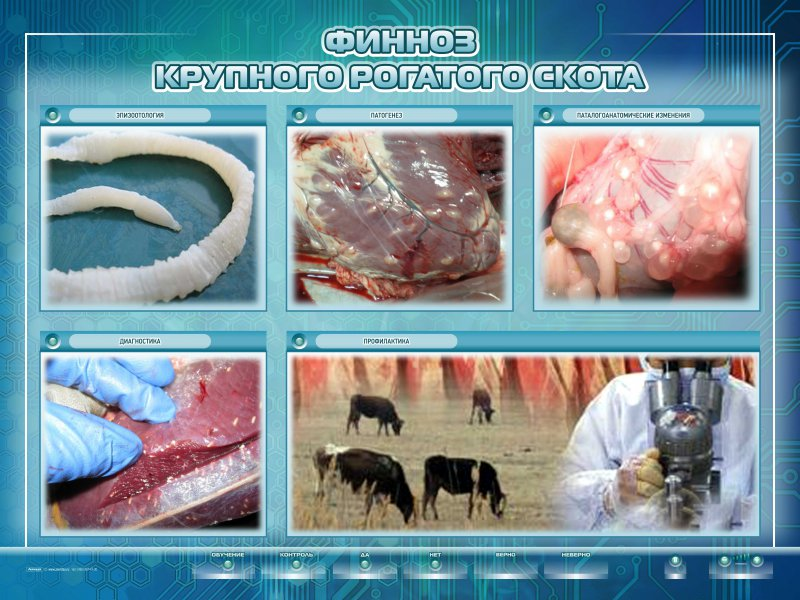 ФИННОЗ
КРУПНОГО РОГАТОГО СКОТА
ЭПИЗООТОЛОГИЯ
ПАТОГЕНЕЗ
ПАТАЛОГОАНАТОМИЧЕСКИЕ ИЗМЕНЕНИЯ
ДИАГНОСТИКА
ПРОФИЛАКТИКА
ОБУЧЕНИЕ КОНТРОЛЬ ДА НЕТ ВЕРНО НЕВЕРНО